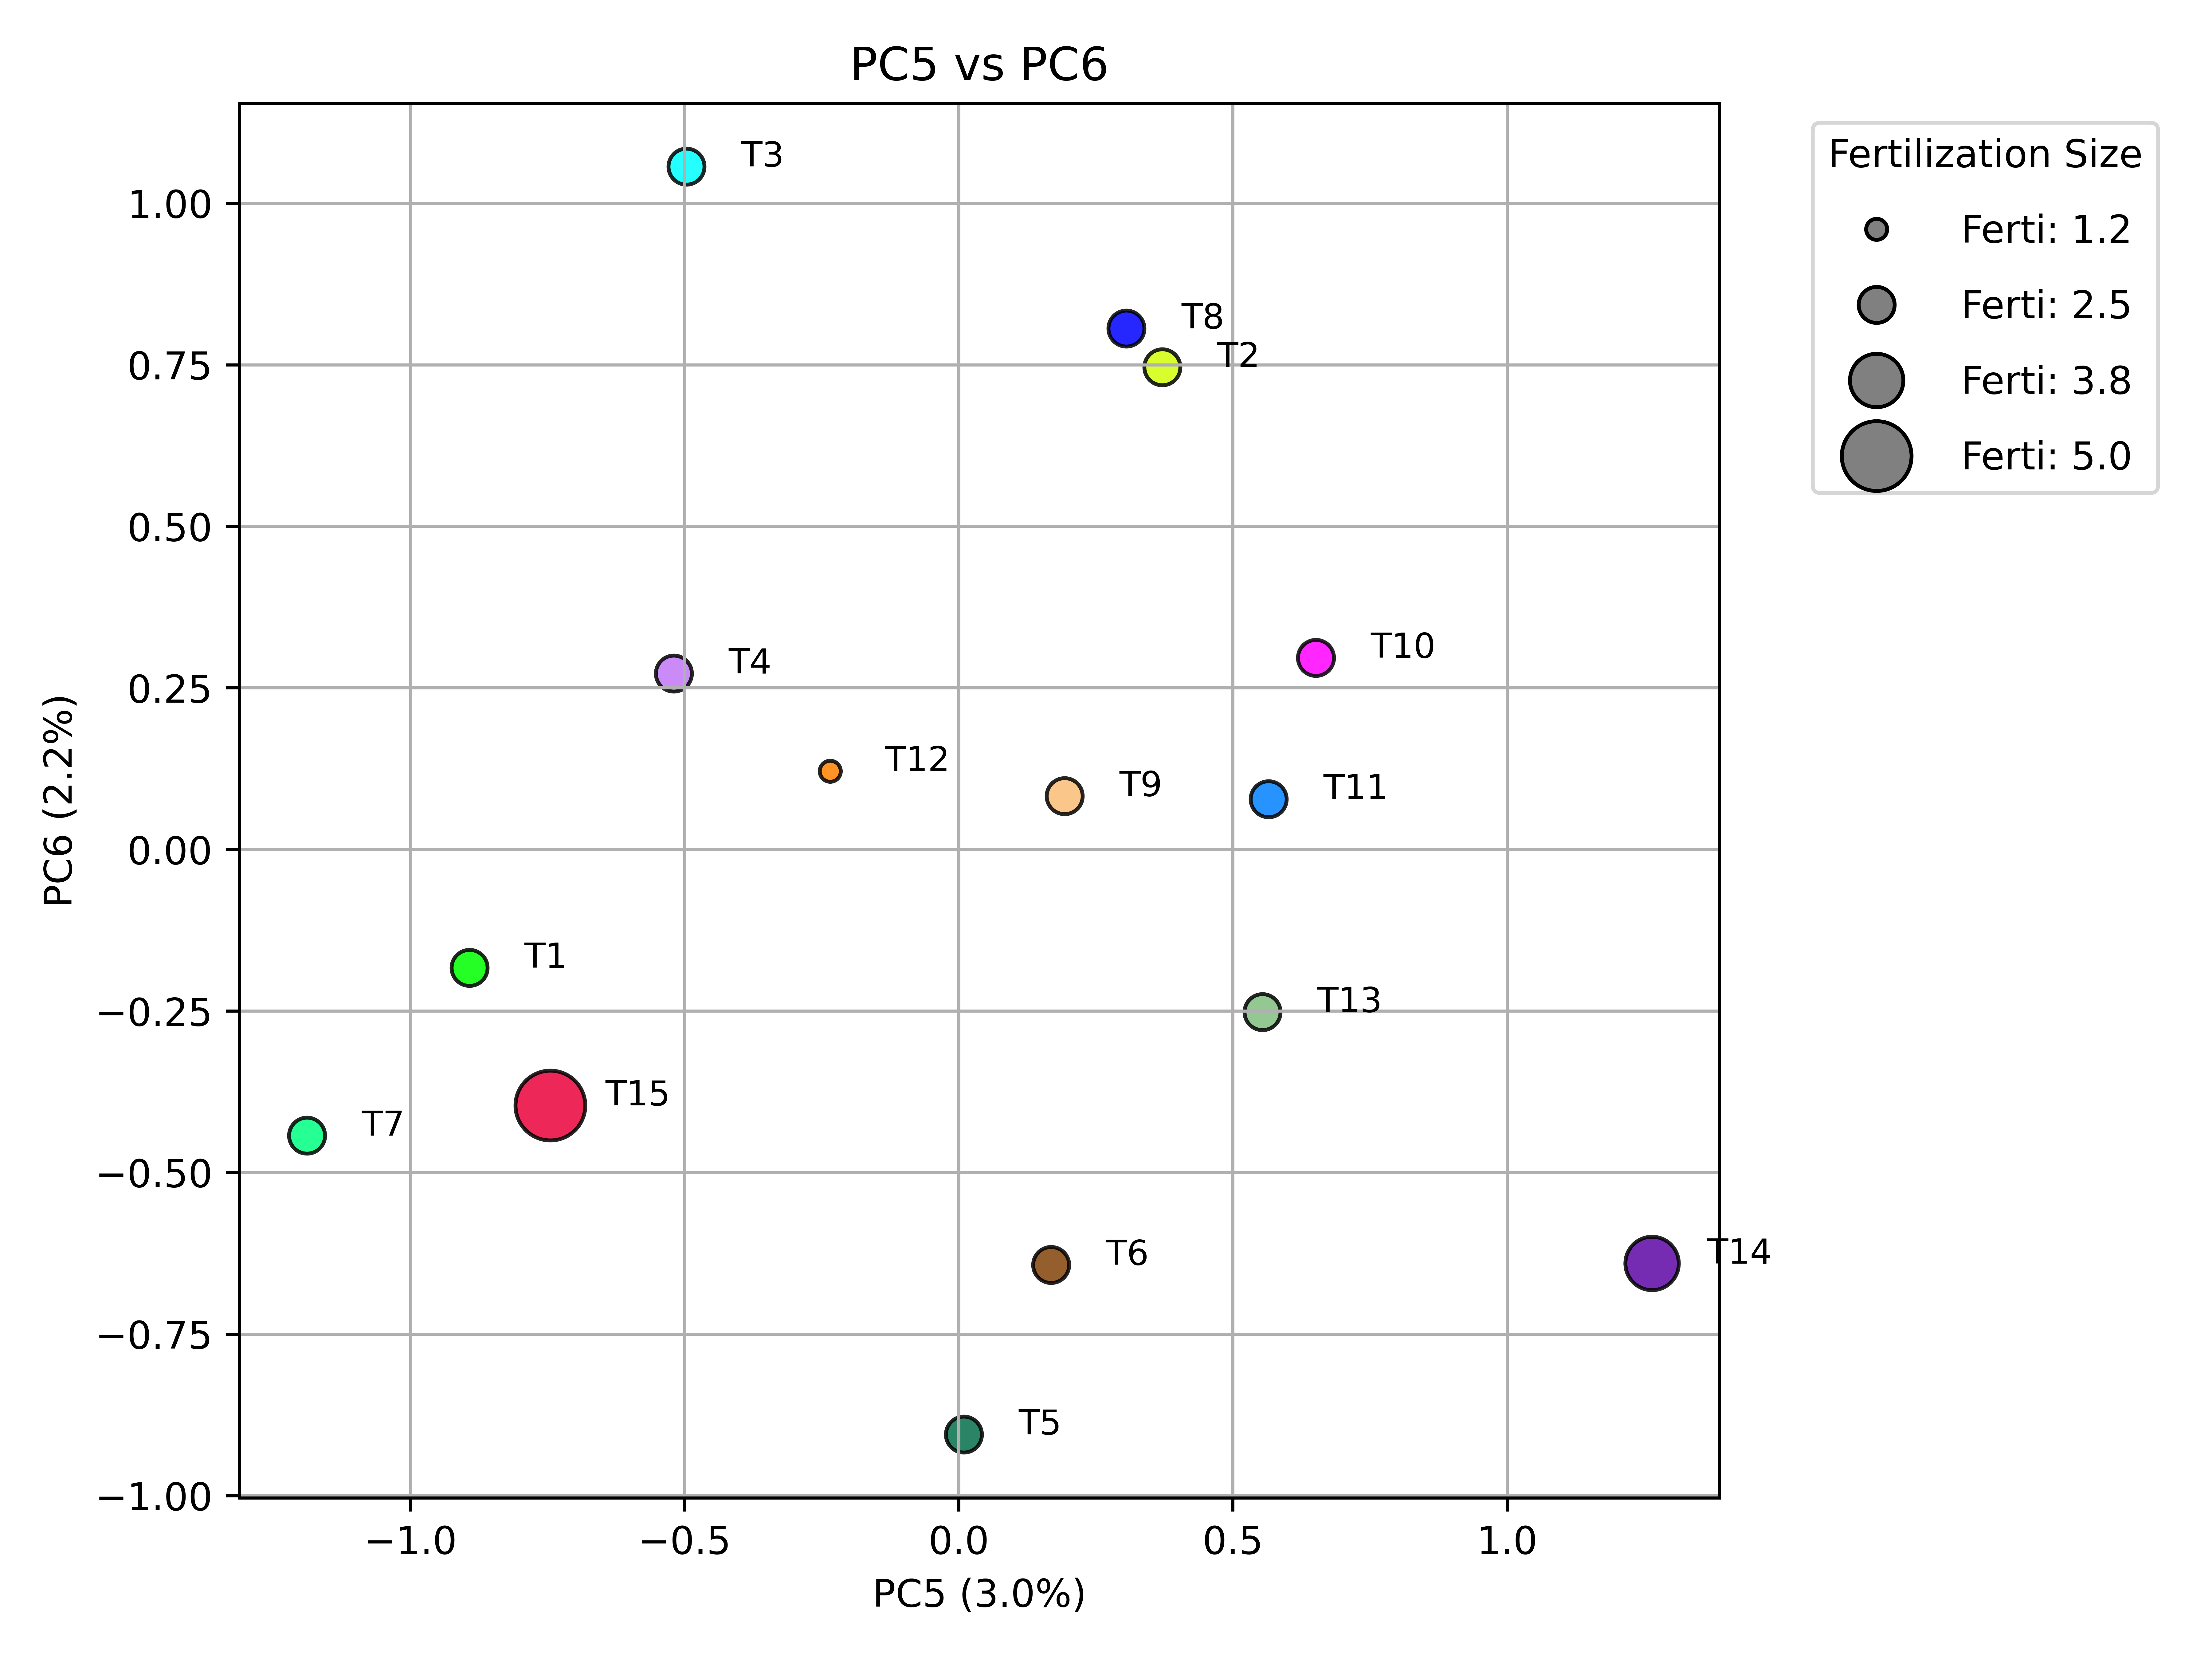 PC5 vs PC6
Fertilization Size
Ferti: 1.2
Ferti: 2.5
Ferti: 3.8
Ferti: 5.0
PC6 (2.2%)
1.00
0.75
0.50
0.25
0.00
−0.25
−0.50
−0.75
−1.00
T3
T8
T2
T10
T4
T12
T9
T11
T1
T13
T15
T7
T6
T14
T5
−1.0
−0.5
0.0
0.5
1.0
PC5 (3.0%)